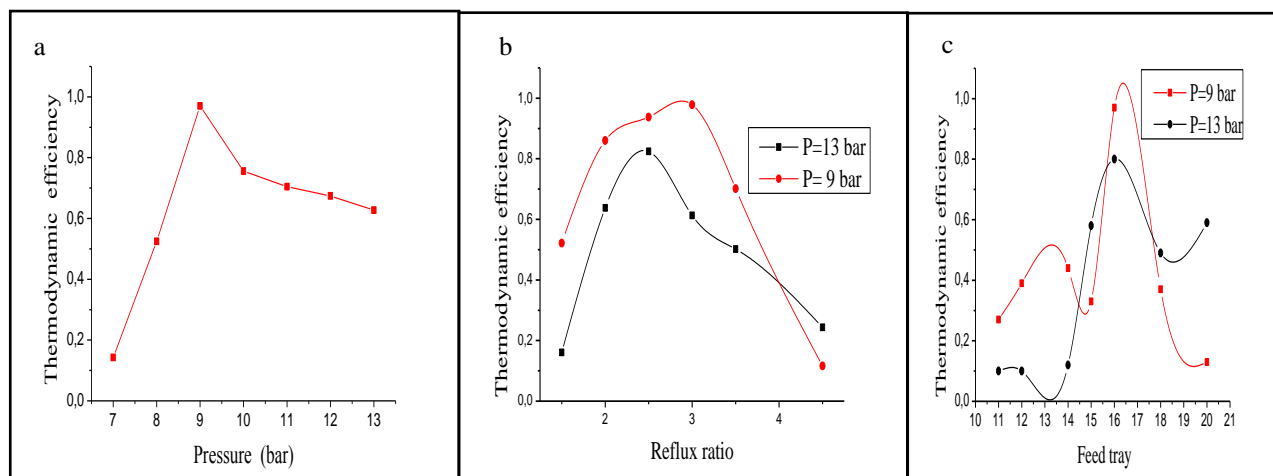 a
Thermodynamic efficiency
1,0
0,8
0,6
0,4
0,2
0,0
7 8 9 10 11 12 13
Pressure (bar)
b
Thermodynamic efficiency
1,0
0,8
0,6
0,4
0,2
0,0
P=13 bar
P= 9 bar
2 3 4
Reflux ratio
c
Thermodynamic efficiency
1,0
0,8
0,6
0,4
0,2
0,0
P=9 bar
P=13 bar
10 11 12 13 14 15 16 17 18 19 20 21
Feed tray